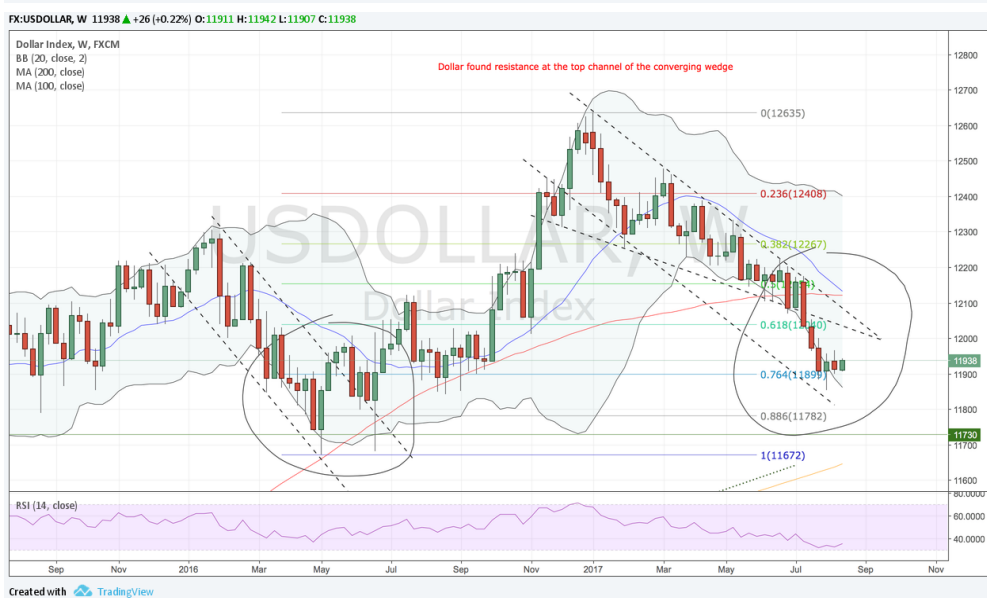 FX:USDOLLAR, W 11938 ▲ +26 (+0.22%) O:11911 H:11942 L:11907 C:11938
Dollar Index, W, FXCM
BB (20, close, 2)
MA (200, close)
MA (100, close)
Dollar found resistance at the top channel of the converging wedge
USDOLLAR, W
Dollar Index
0(12635)
0.236(12408)
0.382(12267)
0.764(11899)
0.886(11782)
1(11672)
12800
12700
12600
12500
12400
12300
12200
12100
12000
11938
11900
11800
11730
11700
11600
RSI (14, close)
80.0000
60.0000
40.0000
Sep Nov 2016 Mar May Jul Sep Nov 2017 Mar May Jul Sep Nov
Created with TradingView